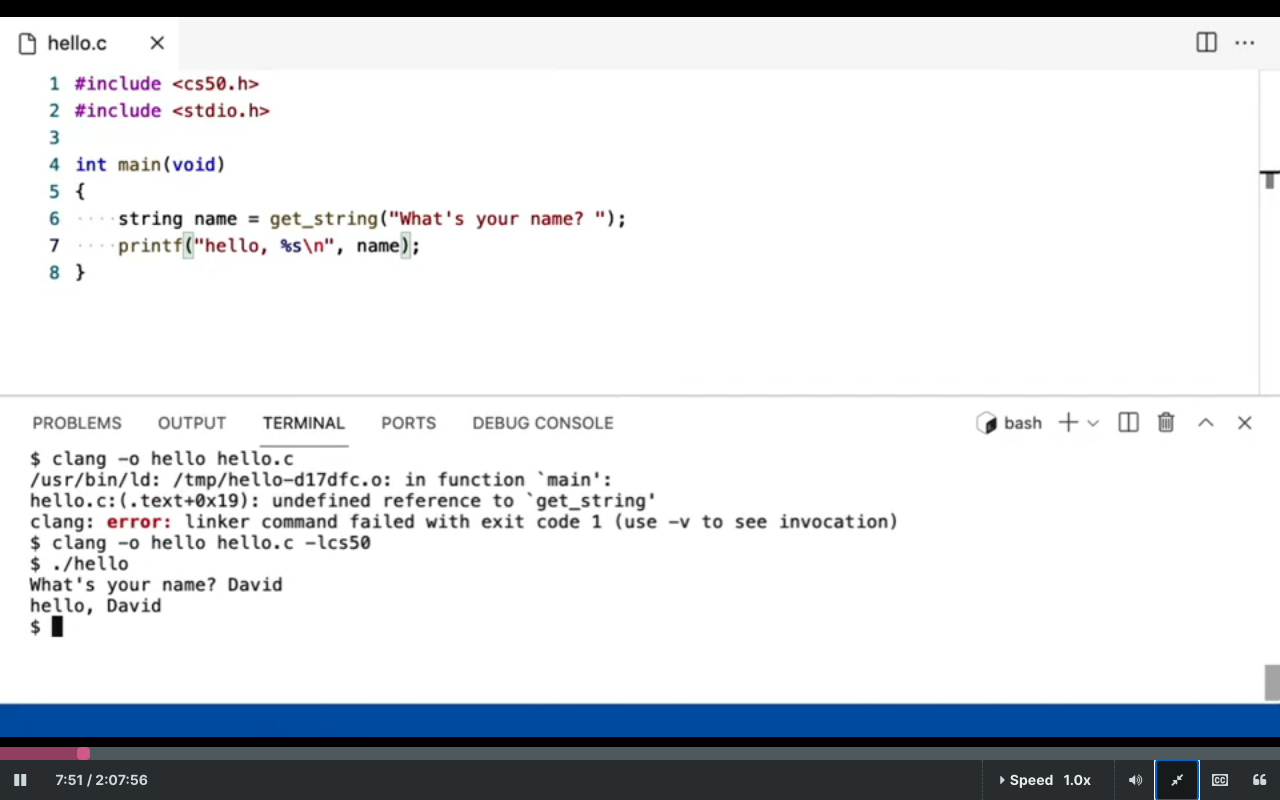 hello.c
1 #include <cs50.h>
2 #include <stdio.h>
3
4 int main(void)
5 {
6 ····string name = get_string("What's your name? ");
7 ····printf("hello, %s\n", name);
8 }
PROBLEMS OUTPUT TERMINAL PORTS DEBUG CONSOLE bash
$ clang -o hello hello.c
/usr/bin/ld: /tmp/hello-d17dfc.o: in function `main':
hello.c:(.text+0x19): undefined reference to `get_string'
clang: error: linker command failed with exit code 1 (use -v to see invocation)
$ clang -o hello hello.c -lcs50
$ ./hello
What's your name? David
hello, David
$
7:51 / 2:07:56 Speed 1.0x CC